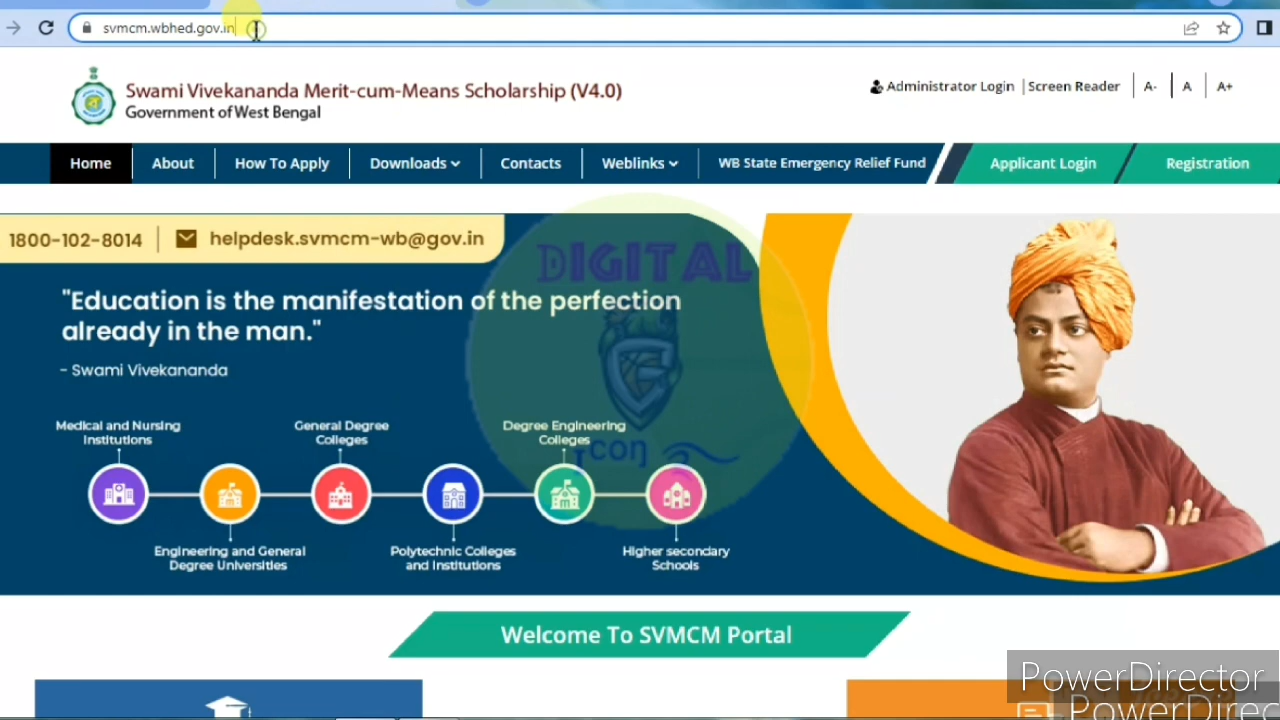 svmcm.wbhed.gov.in
Swami Vivekananda Merit-cum-Means Scholarship (V4.0)
Government of West Bengal
Administrator Login | Screen Reader | A- | A | A+
Home About How To Apply Downloads Contacts Weblinks WB State Emergency Relief Fund Applicant Login Registration
1800-102-8014 | helpdesk.svmcm-wb@gov.in
DIGITAL
"Education is the manifestation of the perfection
already in the man."
- Swami Vivekananda
Medical and Nursing
Institutions
General Degree
Colleges
Degree Engineering
Colleges
Icon
Engineering and General
Degree Universities
Polytechnic Colleges
and Institutions
Higher secondary
Schools
Welcome To SVMCM Portal
PowerDirector
PowerDirec